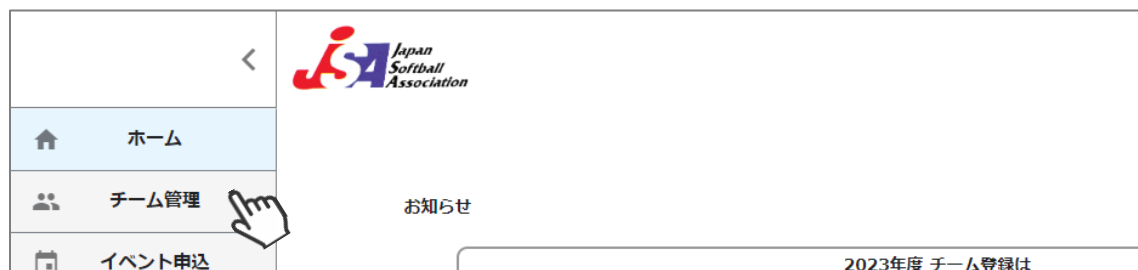 JSA
Japan
Softball
Association
ホーム
チーム管理
イベント申込
お知らせ
2023年度 チーム登録は